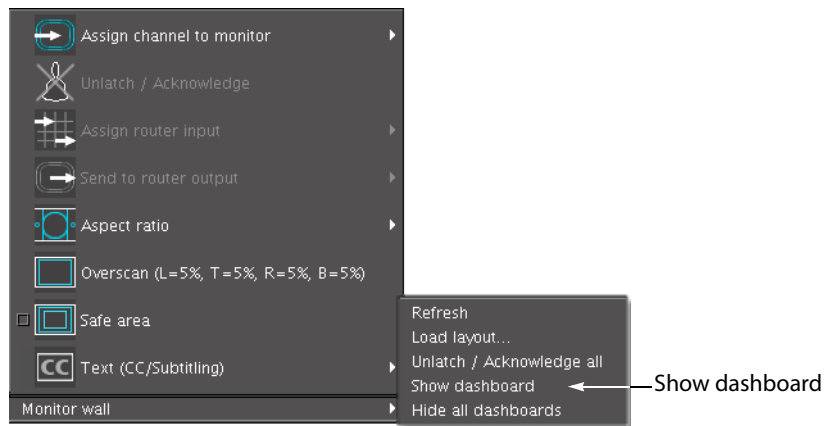 Assign channel to monitor
Unlatch / Acknowledge
Assign router input
Send to router output
Aspect ratio
Overscan (L=5%, T=5%, R=5%, B=5%)
Safe area
CC Text (CC/Subtitling)
Monitor wall
Refresh
Load layout...
Unlatch / Acknowledge all
Show dashboard
Hide all dashboards
Show dashboard